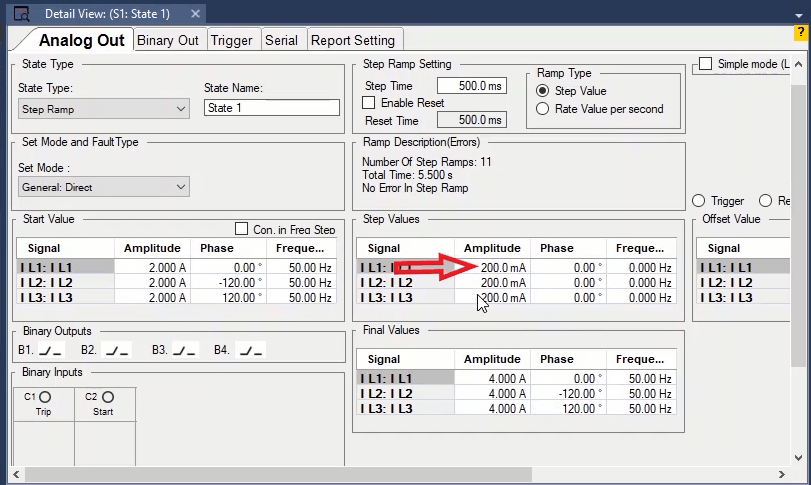 Detail View: (S1: State 1)
?
Analog Out Binary Out Trigger Serial Report Setting
State Type
State Type: State Name:
Step Ramp State 1
Step Ramp Setting
Step Time 500.0 ms
Enable Reset
Reset Time 500.0 ms
Ramp Type
Step Value
Rate Value per second
Simple mode (L
Set Mode and FaultType
Set Mode :
General: Direct
Ramp Description(Errors)
Number Of Step Ramps: 11
Total Time: 5.500 s
No Error In Step Ramp
Trigger Re
Start Value
Con. in Freq Step
Signal Amplitude Phase Freque...
I L1: I L1 2.000 A 0.00 ° 50.00 Hz
I L2: I L2 2.000 A -120.00 ° 50.00 Hz
I L3: I L3 2.000 A 120.00 ° 50.00 Hz
Step Values
Signal Amplitude Phase Freque...
I L1: I L1 200.0 mA 0.00 ° 0.000 Hz
I L2: I L2 200.0 mA 0.00 ° 0.000 Hz
I L3: I L3 200.0 mA 0.00 ° 0.000 Hz
Offset Value
Signal
I L1: I L1
I L2: I L2
I L3: I L3
Binary Outputs
B1. B2. B3. B4.
Binary Inputs
C1 C2
Trip Start
Final Values
Signal Amplitude Phase Freque...
I L1: I L1 4.000 A 0.00 ° 50.00 Hz
I L2: I L2 4.000 A -120.00 ° 50.00 Hz
I L3: I L3 4.000 A 120.00 ° 50.00 Hz